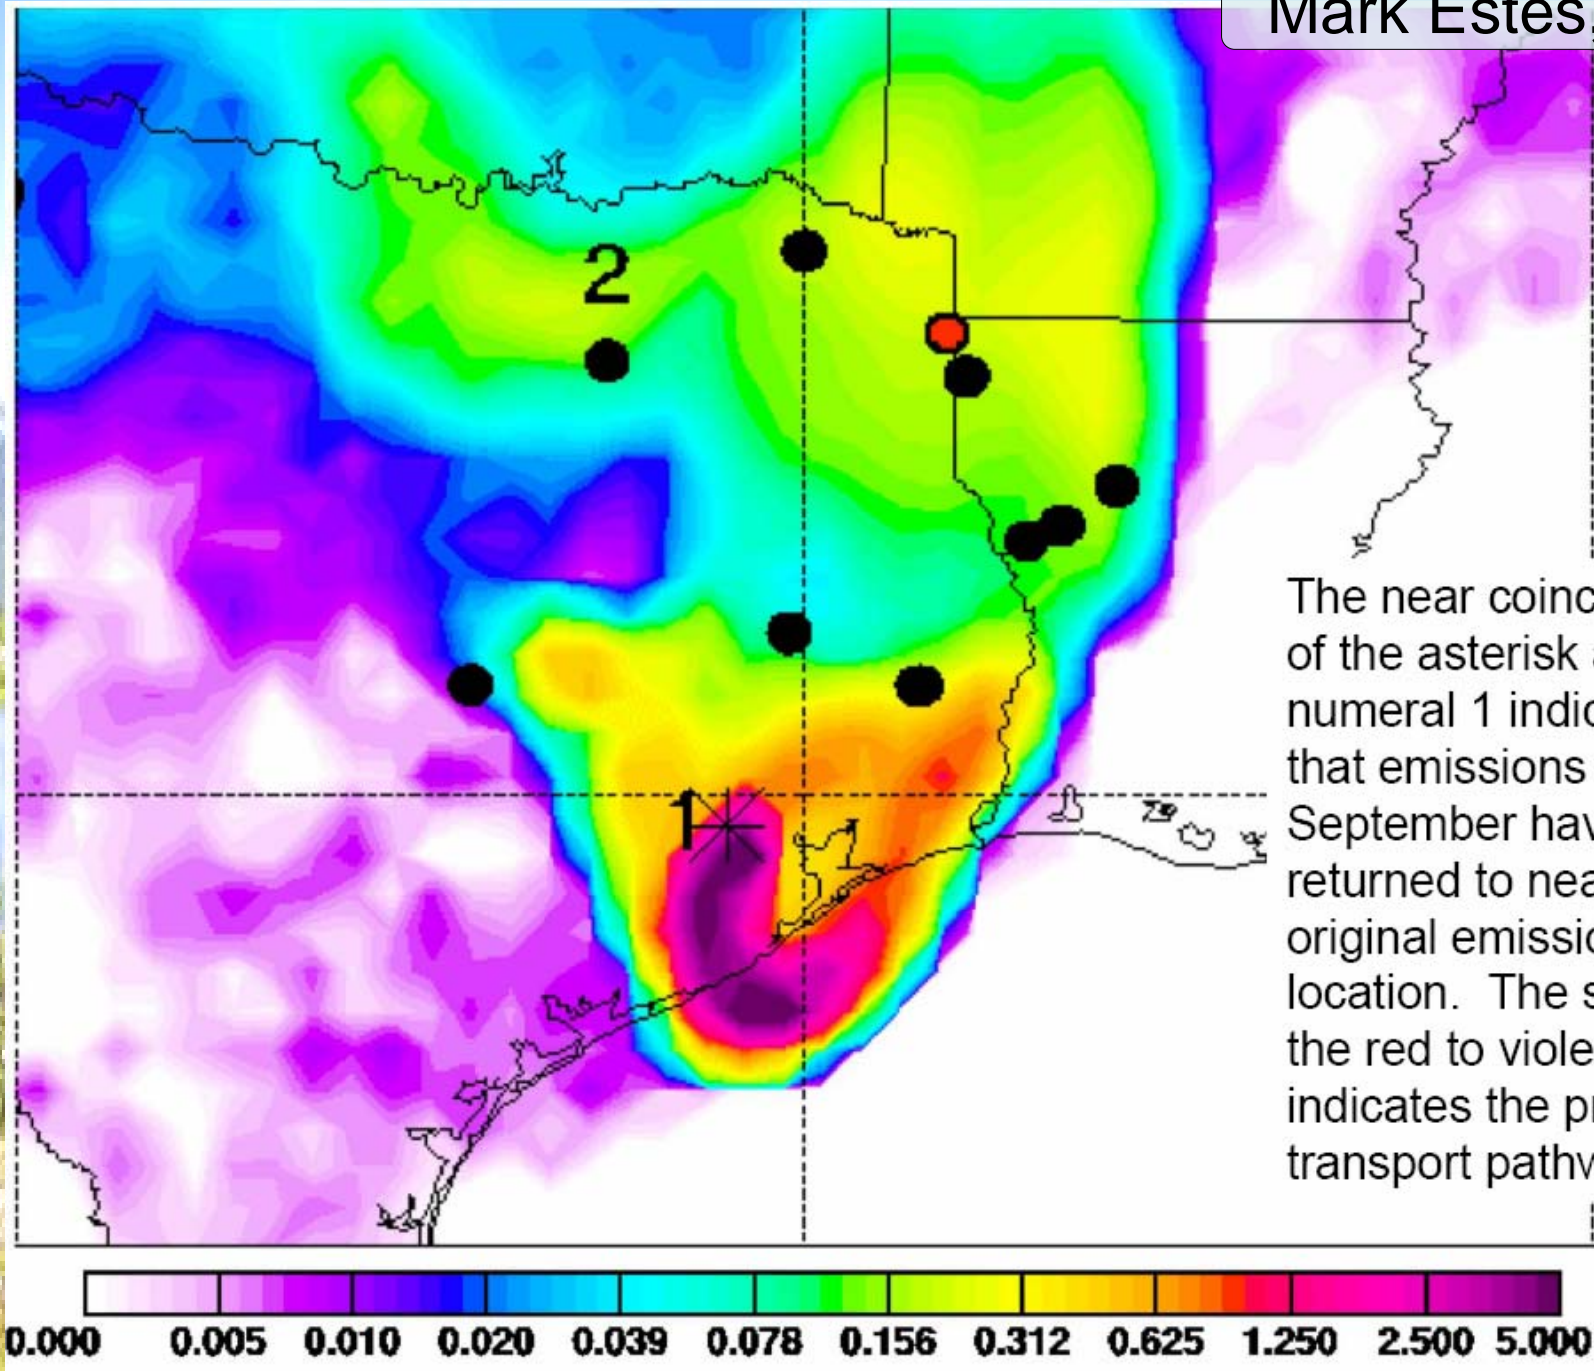 Mark Estes
2
1
The near coinc
of the asterisk
numeral 1 indic
that emissions
September hav
returned to nea
original emissio
location. The s
the red to viole
indicates the pr
transport pathw
0.000 0.005 0.010 0.020 0.039 0.078 0.156 0.312 0.625 1.250 2.500 5.000